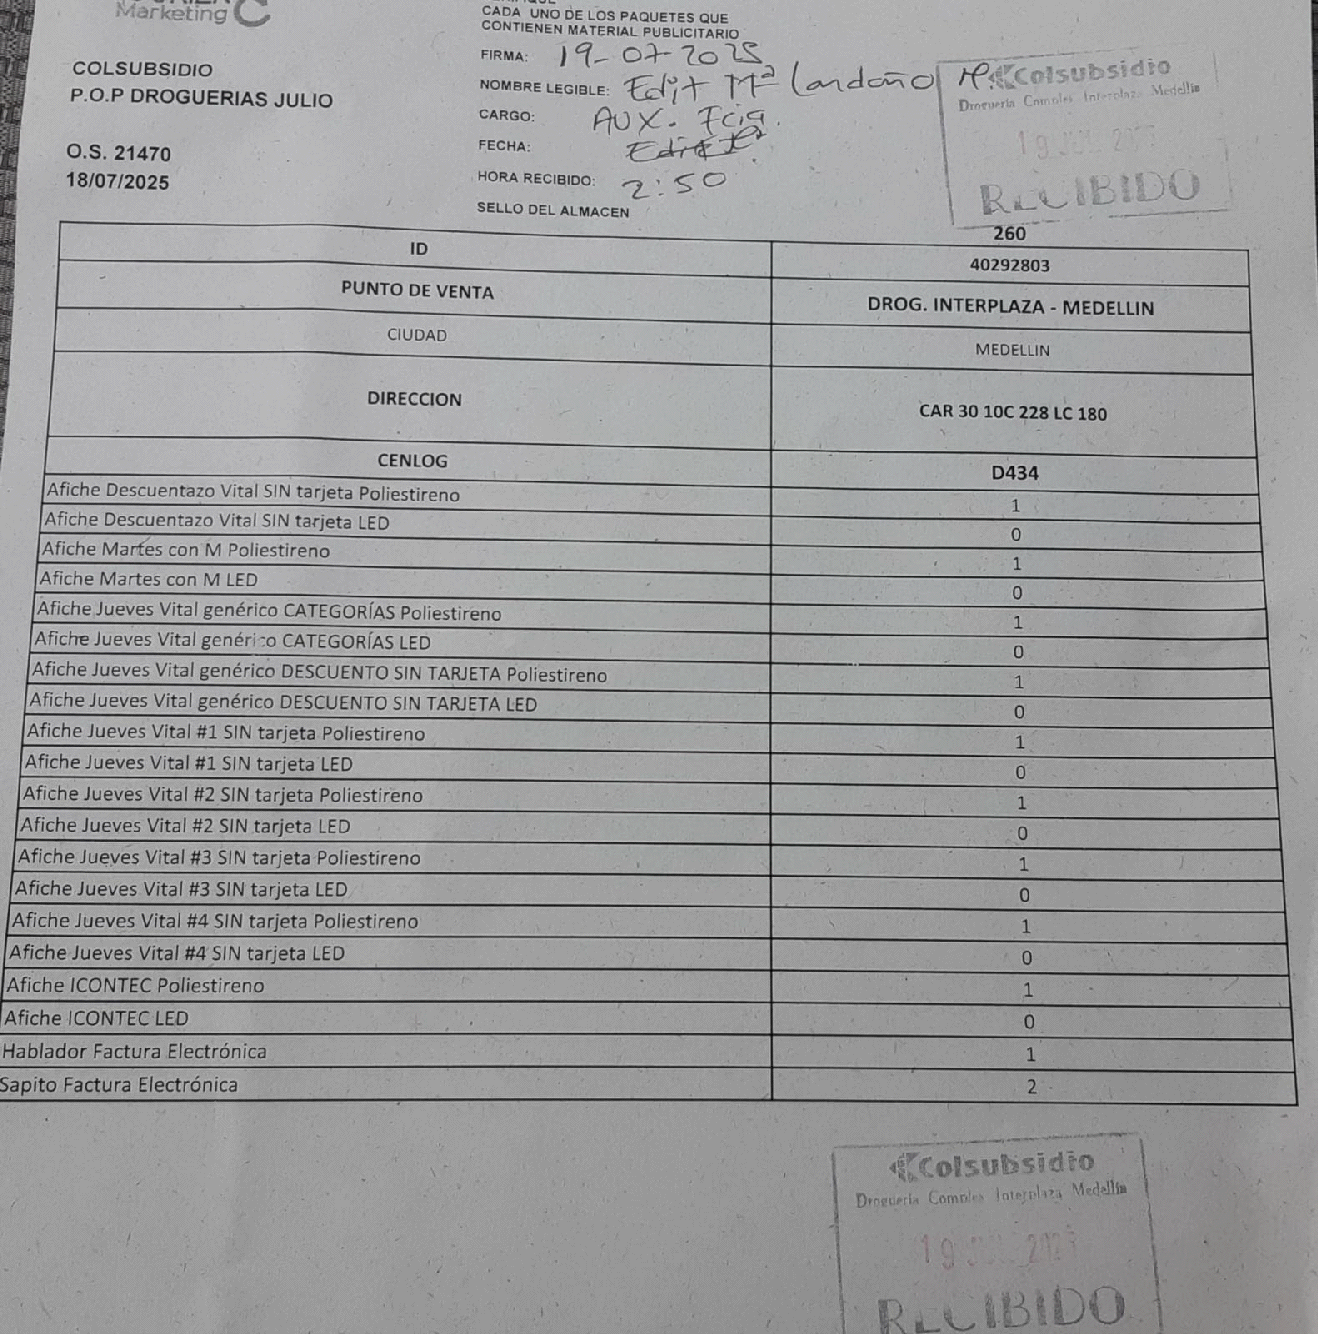 Marketing
CADA UNO DE LOS PAQUETES QUE
CONTIENEN MATERIAL PUBLICITARIO
COLSUBSIDIO
P.O.P DROGUERIAS JULIO
O.S. 21470
18/07/2025
FIRMA: 19-07-2025
NOMBRE LEGIBLE: Edit Mª Londoño M.
CARGO: AUX. Fcia.
FECHA:
HORA RECIBIDO: 2:50
SELLO DEL ALMACEN
Colsubsidio
Droguería Complex Interplaza Medellín
19 JUL 2025
RECIBIDO
260
ID 40292803
PUNTO DE VENTA DROG. INTERPLAZA - MEDELLIN
CIUDAD MEDELLIN
DIRECCION CAR 30 10C 228 LC 180
CENLOG D434
Afiche Descuentazo Vital SIN tarjeta Poliestireno 1
Afiche Descuentazo Vital SIN tarjeta LED 0
Afiche Martes con M Poliestireno 1
Afiche Martes con M LED 0
Afiche Jueves Vital genérico CATEGORÍAS Poliestireno 1
Afiche Jueves Vital genérico CATEGORÍAS LED 0
Afiche Jueves Vital genérico DESCUENTO SIN TARJETA Poliestireno 1
Afiche Jueves Vital genérico DESCUENTO SIN TARJETA LED 0
Afiche Jueves Vital #1 SIN tarjeta Poliestireno 1
Afiche Jueves Vital #1 SIN tarjeta LED 0
Afiche Jueves Vital #2 SIN tarjeta Poliestireno 1
Afiche Jueves Vital #2 SIN tarjeta LED 0
Afiche Jueves Vital #3 SIN tarjeta Poliestireno 1
Afiche Jueves Vital #3 SIN tarjeta LED 0
Afiche Jueves Vital #4 SIN tarjeta Poliestireno 1
Afiche Jueves Vital #4 SIN tarjeta LED 0
Afiche ICONTEC Poliestireno 1
Afiche ICONTEC LED 0
Hablador Factura Electrónica 1
Sapito Factura Electrónica 2
Colsubsidio
Droguería Complex Interplaza Medellín
19 JUL 2025
RECIBIDO